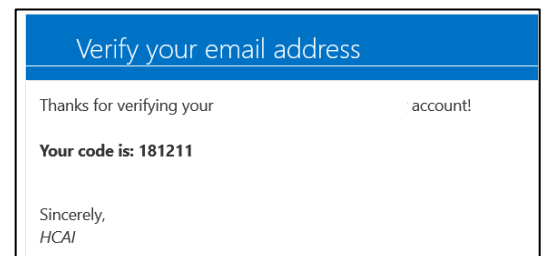 Verify your email address
Thanks for verifying your account!
Your code is: 181211
Sincerely,
HCAI